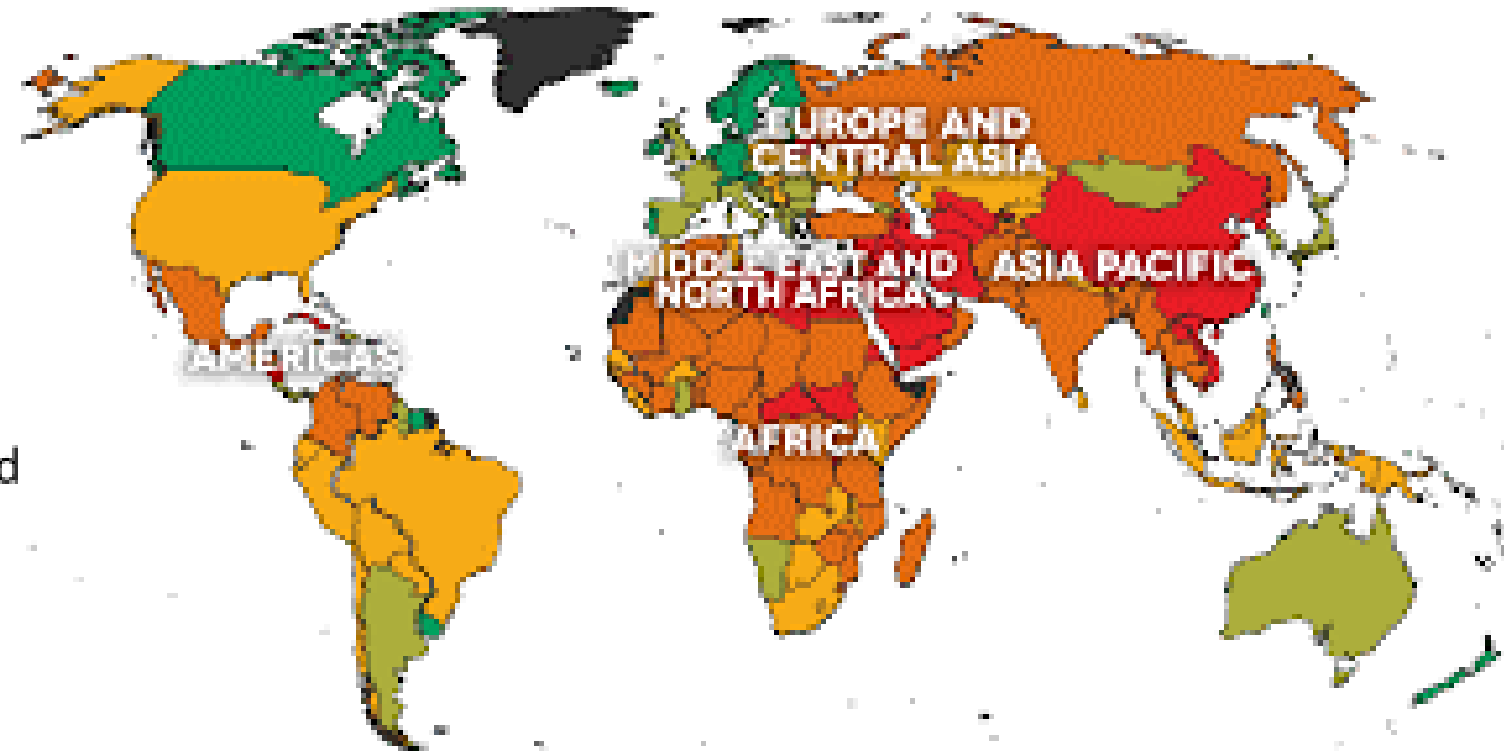 EUROPE AND
CENTRAL ASIA
MIDDLE EAST AND
NORTH AFRICA
ASIA PACIFIC
AMERICAS
AFRICA
d